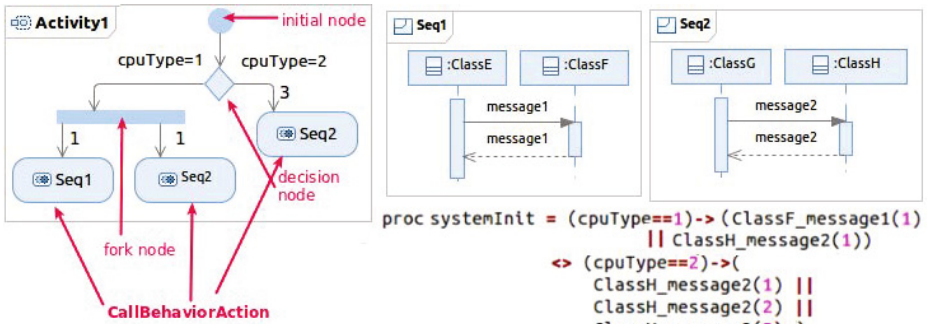 Activity1
initial node
cpuType=1
cpuType=2
3
1
1
Seq2
Seq1
Seq2
decision
node
fork node
CallBehaviorAction
Seq1
:ClassE
:ClassF
message1
message1
Seq2
:ClassG
:ClassH
message2
message2
proc systemInit = (cpuType==1)-> (ClassF_message1(1)
|| ClassH_message2(1))
<> (cpuType==2)->(
ClassH_message2(1) ||
ClassH_message2(2) ||